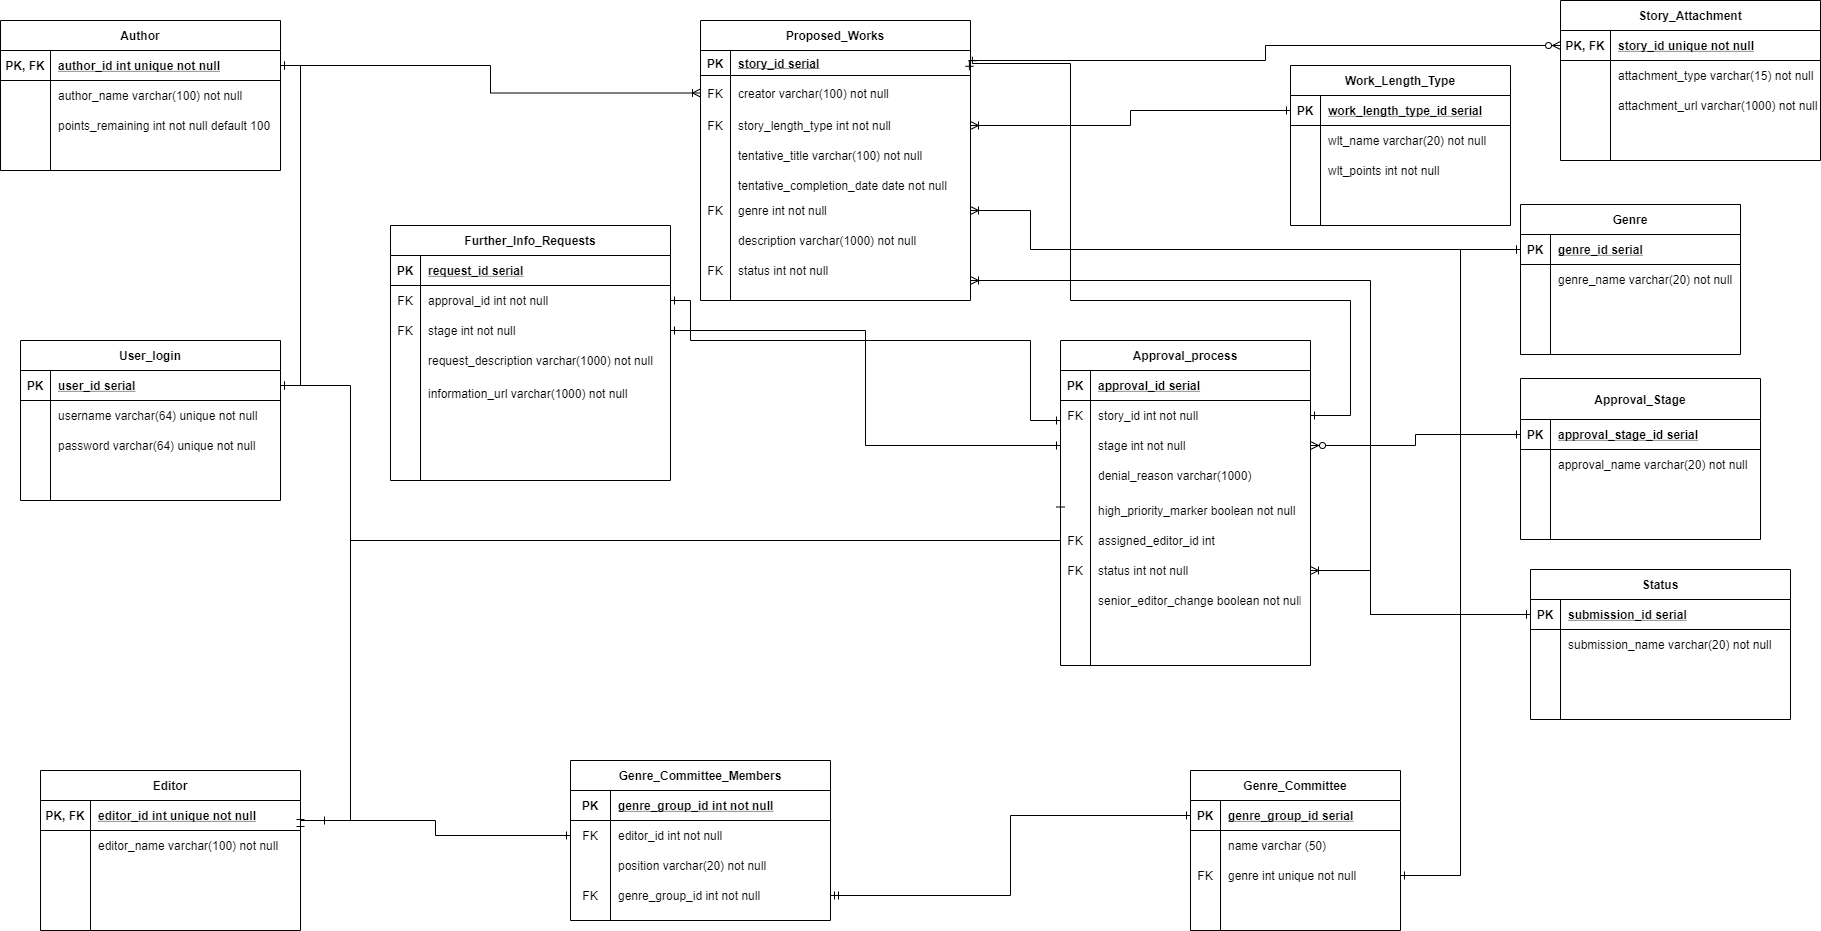 Author
PK, FK author_id int unique not null
author_name varchar(100) not null
points_remaining int not null default 100
Proposed_Works
PK story_id serial
FK creator varchar(100) not null
FK story_length_type int not null
tentative_title varchar(100) not null
tentative_completion_date date not null
FK genre int not null
description varchar(1000) not null
FK status int not null
Story_Attachment
PK, FK story_id unique not null
attachment_type varchar(15) not null
attachment_url varchar(1000) not null
Work_Length_Type
PK work_length_type_id serial
wlt_name varchar(20) not null
wlt_points int not null
Genre
PK genre_id serial
genre_name varchar(20) not null
Further_Info_Requests
PK request_id serial
FK approval_id int not null
FK stage int not null
request_description varchar(1000) not null
information_url varchar(1000) not null
User_login
PK user_id serial
username varchar(64) unique not null
password varchar(64) unique not null
Approval_process
PK approval_id serial
FK story_id int not null
stage int not null
denial_reason varchar(1000)
high_priority_marker boolean not null
FK assigned_editor_id int
FK status int not null
senior_editor_change boolean not null
Approval_Stage
PK approval_stage_id serial
approval_name varchar(20) not null
Status
PK submission_id serial
submission_name varchar(20) not null
Editor
PK, FK editor_id int unique not null
editor_name varchar(100) not null
Genre_Committee_Members
PK genre_group_id int not null
FK editor_id int not null
position varchar(20) not null
FK genre_group_id int not null
Genre_Committee
PK genre_group_id serial
name varchar (50)
FK genre int unique not null